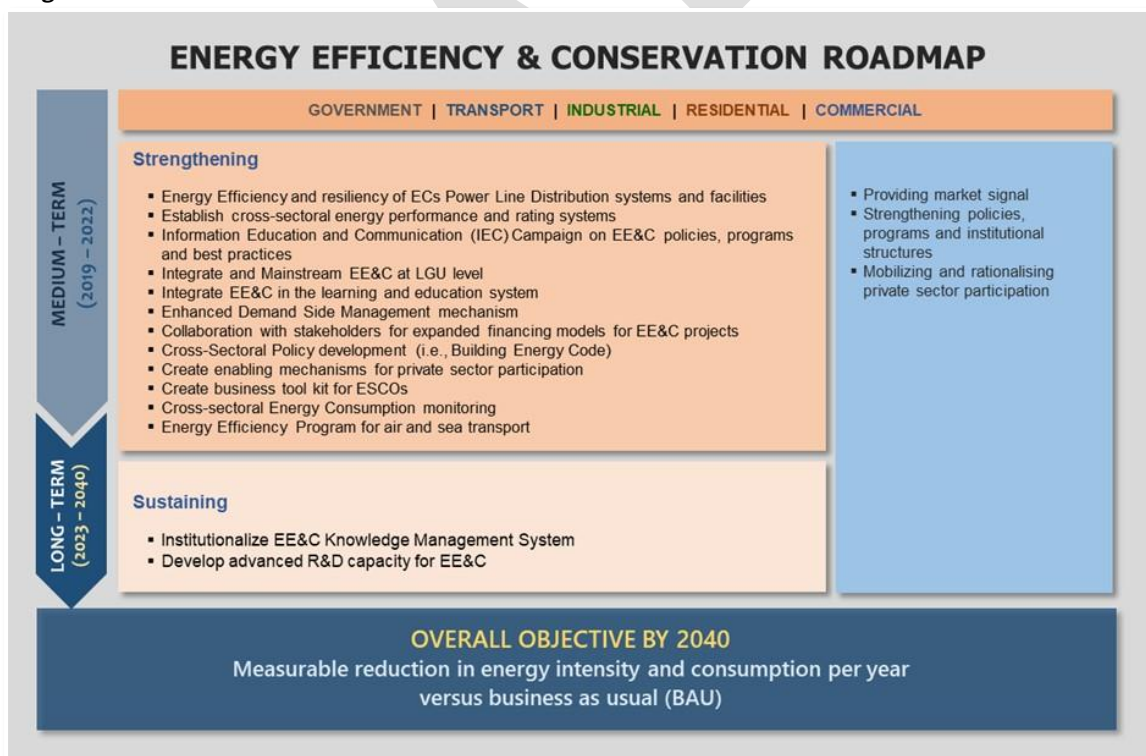 ENERGY EFFICIENCY & CONSERVATION ROADMAP
GOVERNMENT | TRANSPORT | INDUSTRIAL | RESIDENTIAL | COMMERCIAL
MEDIUM – TERM
(2019 – 2022)
Strengthening
▪ Energy Efficiency and resiliency of ECs Power Line Distribution systems and facilities
▪ Establish cross-sectoral energy performance and rating systems
▪ Information Education and Communication (IEC) Campaign on EE&C policies, programs
and best practices
▪ Integrate and Mainstream EE&C at LGU level
▪ Integrate EE&C in the learning and education system
▪ Enhanced Demand Side Management mechanism
▪ Collaboration with stakeholders for expanded financing models for EE&C projects
▪ Cross-Sectoral Policy development (i.e., Building Energy Code)
▪ Create enabling mechanisms for private sector participation
▪ Create business tool kit for ESCOs
▪ Cross-sectoral Energy Consumption monitoring
▪ Energy Efficiency Program for air and sea transport
▪ Providing market signal
▪ Strengthening policies,
programs and institutional
structures
▪ Mobilizing and rationalising
private sector participation
LONG – TERM
(2023 – 2040)
Sustaining
▪ Institutionalize EE&C Knowledge Management System
▪ Develop advanced R&D capacity for EE&C
OVERALL OBJECTIVE BY 2040
Measurable reduction in energy intensity and consumption per year
versus business as usual (BAU)